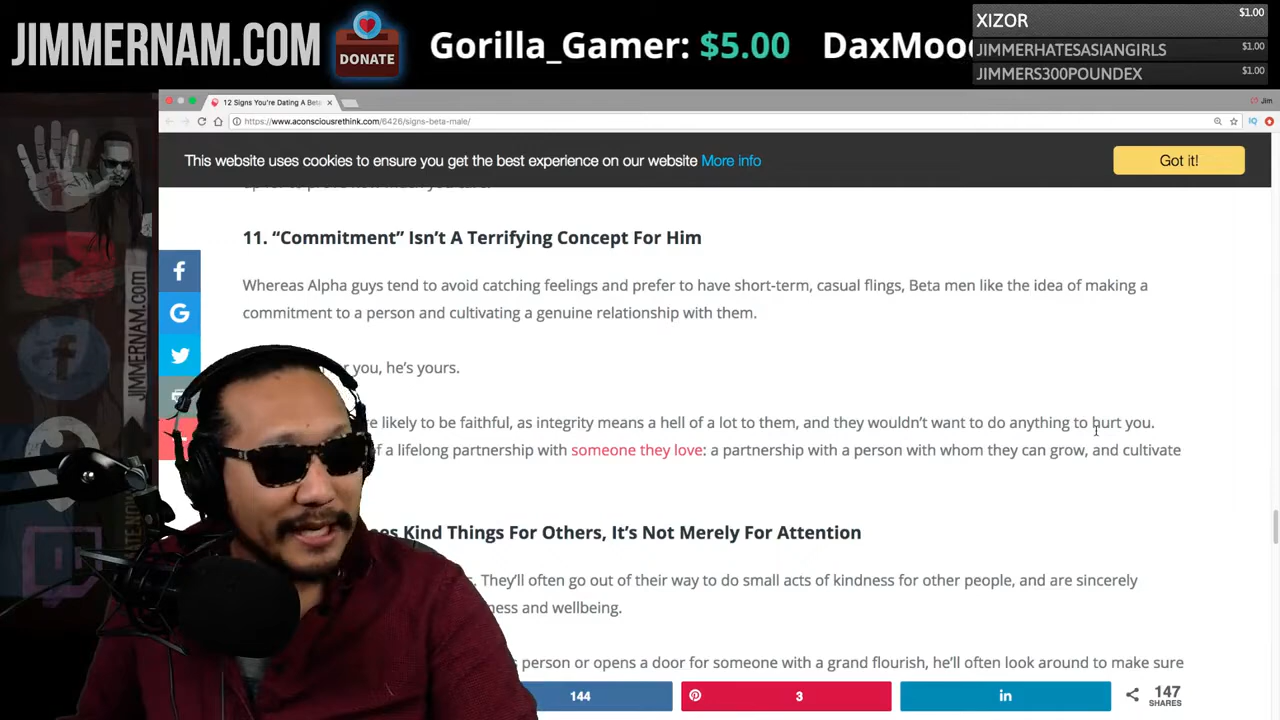 JIMMERNAM.COM
DONATE
Gorilla_Gamer: $5.00 DaxMood
XIZOR $1.00
JIMMERHATESASIANGIRLS $1.00
JIMMERS300POUNDEX $1.00
12 Signs You're Dating A Beta
Jim
https://www.aconsciousrethink.com/6426/signs-beta-male/
This website uses cookies to ensure you get the best experience on our website More info
Got it!
11. “Commitment” Isn’t A Terrifying Concept For Him
Whereas Alpha guys tend to avoid catching feelings and prefer to have short-term, casual flings, Beta men like the idea of making a
commitment to a person and cultivating a genuine relationship with them.
you, he’s yours.
likely to be faithful, as integrity means a hell of a lot to them, and they wouldn’t want to do anything to hurt you.
of a lifelong partnership with someone they love: a partnership with a person with whom they can grow, and cultivate
Kind Things For Others, It’s Not Merely For Attention
They’ll often go out of their way to do small acts of kindness for other people, and are sincerely
and wellbeing.
person or opens a door for someone with a grand flourish, he’ll often look around to make sure
144
3
147
SHARES